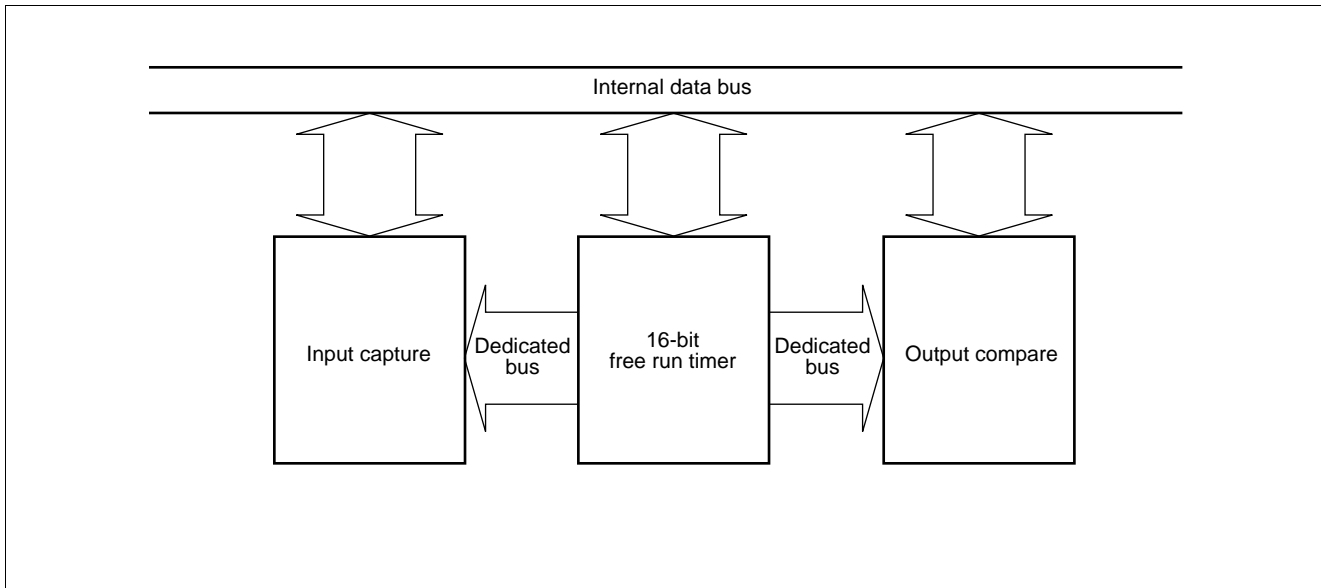 Internal data bus
Input capture
Dedicated
bus
16-bit
free run timer
Dedicated
bus
Output compare